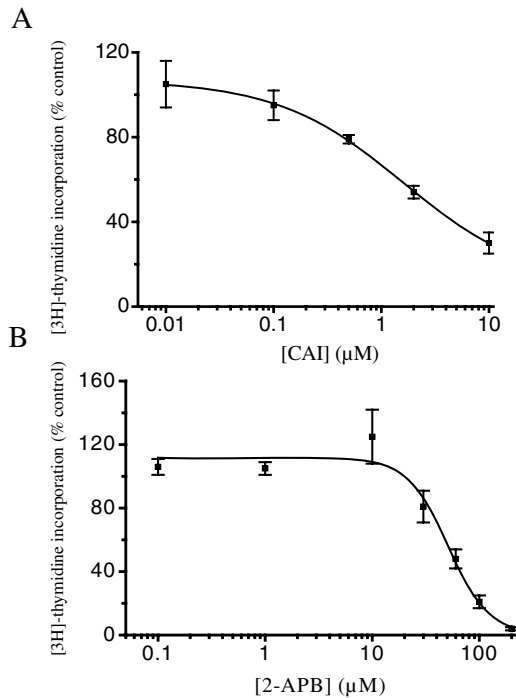 A
[3H]-thymidine incorporation (% control)
120
80
40
0
0.01
0.1
1
10
[CAI] (µM)
B
[3H]-thymidine incorporation (% control)
160
120
80
40
0
0.1
1
10
100
[2-APB] (µM)